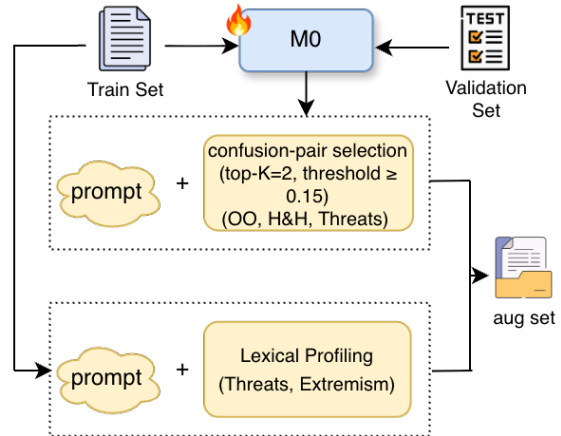 M0
TEST
Train Set
Validation
Set
prompt
+
confusion-pair selection
(top-K=2, threshold ≥
0.15)
(OO, H&H, Threats)
aug set
prompt
+
Lexical Profiling
(Threats, Extremism)